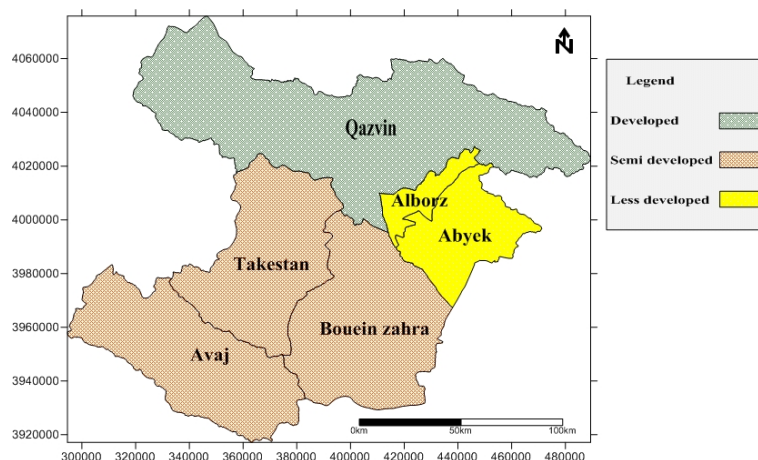 N
4060000
4040000
4020000
4000000
3980000
3960000
3940000
3920000
300000 320000 340000 360000 380000 400000 420000 440000 460000 480000
Qazvin
Alborz
Abyek
Takestan
Bouein zahra
Avaj
0km 50km 100km
Legend
Developed
Semi developed
Less developed